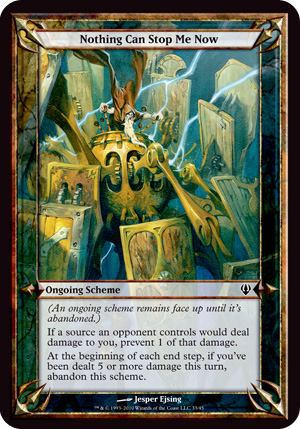 Nothing Can Stop Me Now
Ongoing Scheme
(An ongoing scheme remains face up until it's
abandoned.)
If a source an opponent controls would deal
damage to you, prevent 1 of that damage.
At the beginning of each end step, if you've
been dealt 5 or more damage this turn,
abandon this scheme.
Jesper Ejsing
™ & © 1993–2010 Wizards of the Coast LLC 33/45